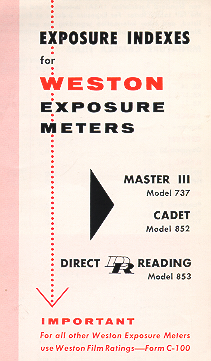 EXPOSURE INDEXES
for
WESTON
EXPOSURE
METERS
MASTER III
Model 737
CADET
Model 852
DIRECT DR READING
Model 853
IMPORTANT
For all other Weston Exposure Meters
use Weston Film Ratings—Form C-100